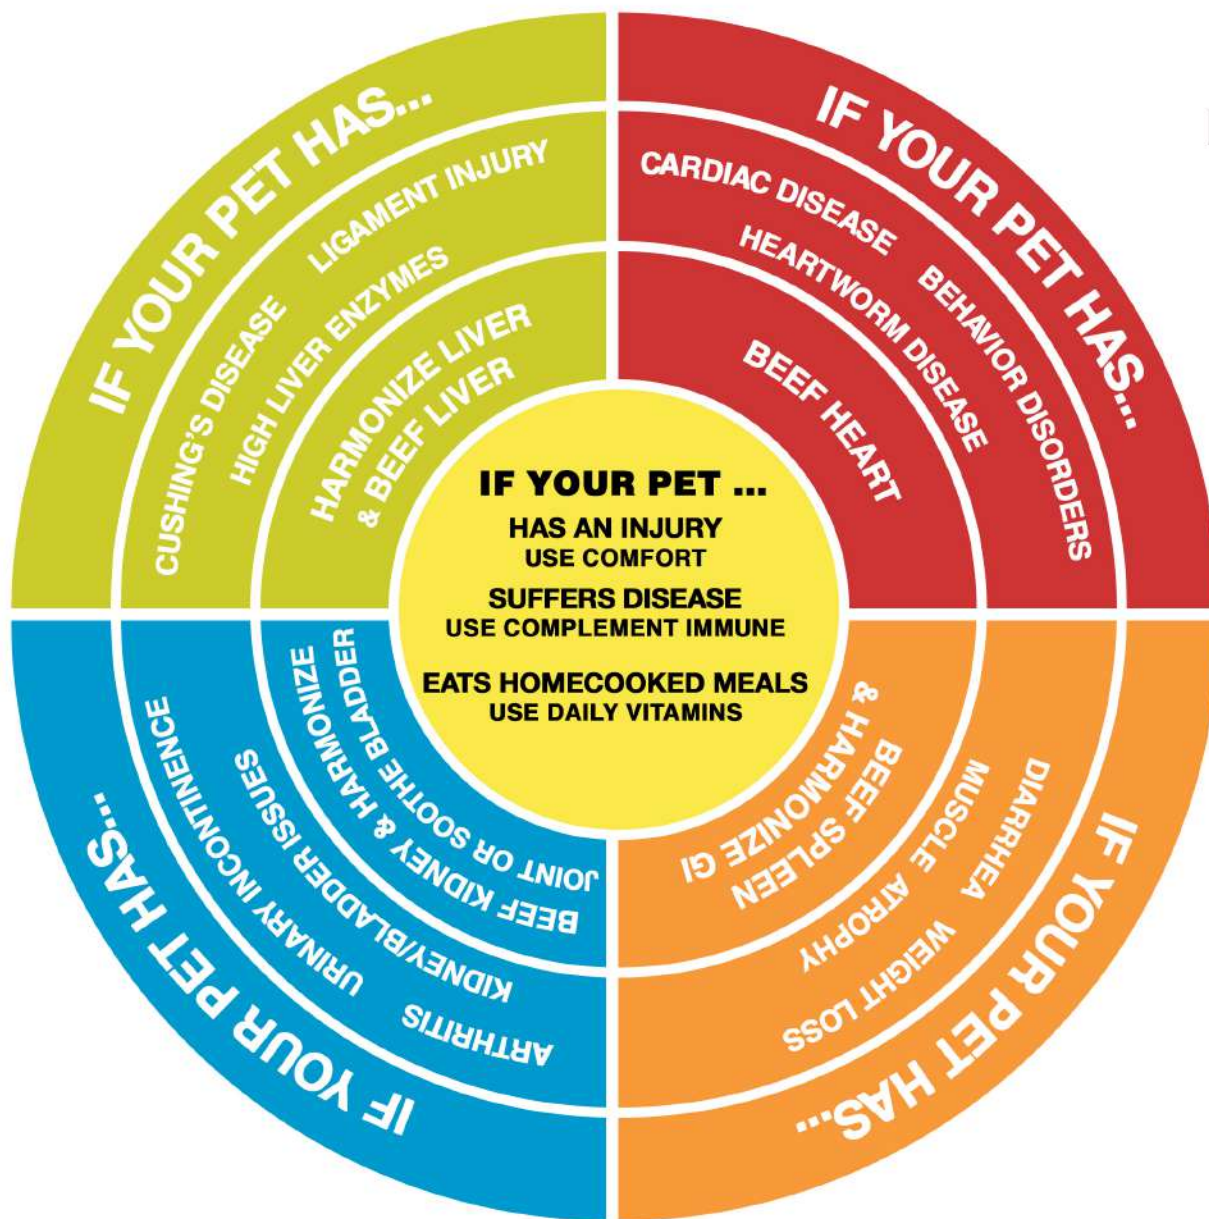 IF YOUR PET HAS...
CUSHING'S DISEASE
LIGAMENT INJURY
HIGH LIVER ENZYMES
HARMONIZE LIVER
& BEEF LIVER
IF YOUR PET HAS...
CARDIAC DISEASE
BEHAVIOR DISORDERS
HEARTWORM DISEASE
BEEF HEART
IF YOUR PET ...
HAS AN INJURY
USE COMFORT
SUFFERS DISEASE
USE COMPLEMENT IMMUNE
EATS HOMECOOKED MEALS
USE DAILY VITAMINS
IF YOUR PET HAS...
DIARRHEA
WEIGHT LOSS
MUSCLE ATROPHY
BEEF SPLEEN
& HARMONIZE GI
IF YOUR PET HAS...
ARTHRITIS
URINARY INCONTINENCE
KIDNEY/BLADDER ISSUES
BEEF KIDNEY & HARMONIZE
JOINT OR SOOTHE BLADDER